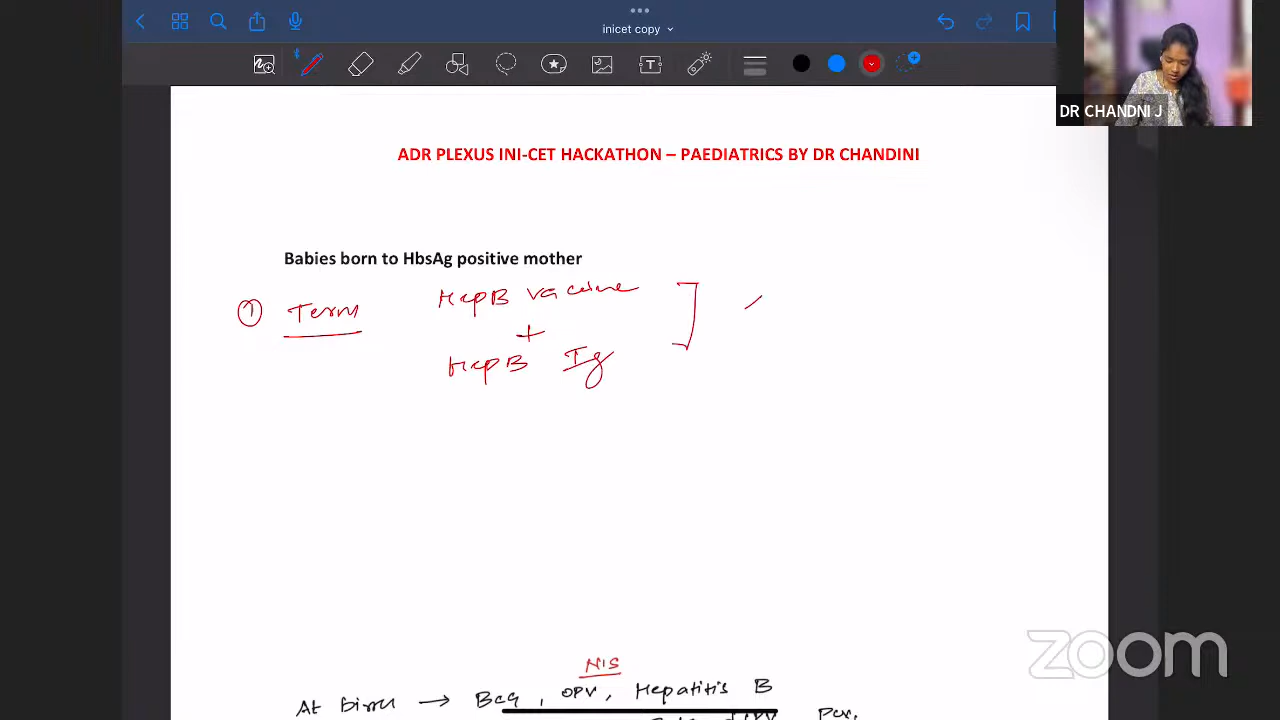 inicet copy
DR CHANDNI J
ADR PLEXUS INI-CET HACKATHON – PAEDIATRICS BY DR CHANDINI
Babies born to HbsAg positive mother
① Term HepB vaccine
+
HepB Ig
NIS
At birth → BCG, OPV, Hepatitis B
zoom